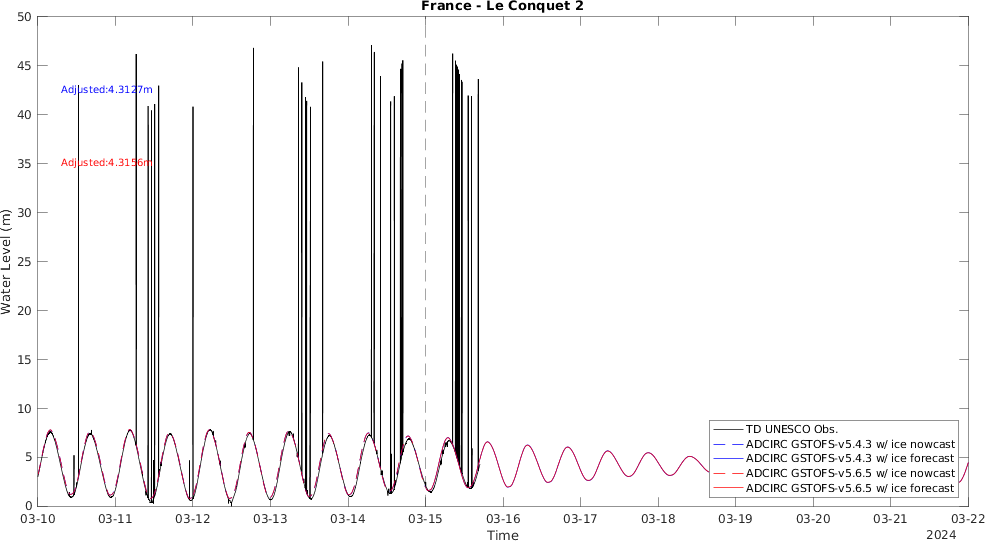 France - Le Conquet 2
50
45
40
35
30
25
20
15
10
5
0
Water Level (m)
Adjusted:4.3127m
Adjusted:4.3156m
TD UNESCO Obs.
ADCIRC GSTOFS-v5.4.3 w/ ice nowcast
ADCIRC GSTOFS-v5.4.3 w/ ice forecast
ADCIRC GSTOFS-v5.6.5 w/ ice nowcast
ADCIRC GSTOFS-v5.6.5 w/ ice forecast
03-10 03-11 03-12 03-13 03-14 03-15 03-16 03-17 03-18 03-19 03-20 03-21 03-22
Time
2024